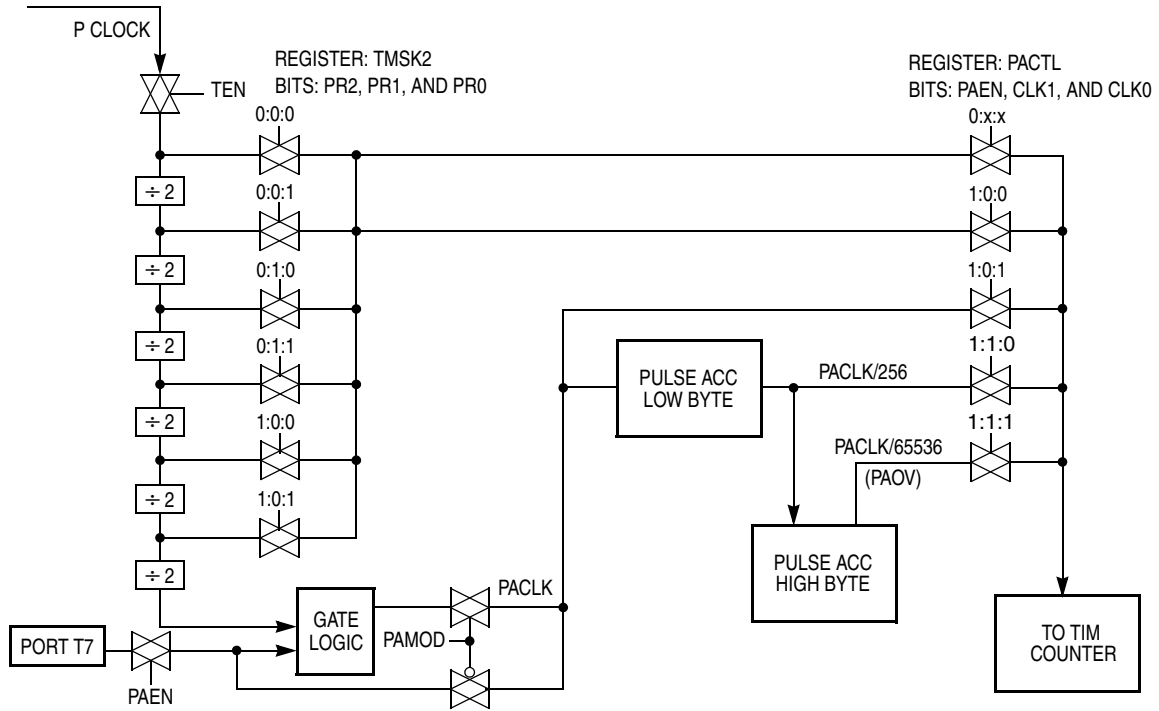 P CLOCK
TEN
REGISTER: TMSK2
BITS: PR2, PR1, AND PR0
REGISTER: PACTL
BITS: PAEN, CLK1, AND CLK0
0:0:0
0:x:x
÷ 2
0:0:1
1:0:0
÷ 2
0:1:0
1:0:1
÷ 2
0:1:1
1:1:0
PULSE ACC
LOW BYTE
PACLK/256
÷ 2
1:0:0
1:1:1
PACLK/65536
(PAOV)
÷ 2
1:0:1
PULSE ACC
HIGH BYTE
÷ 2
GATE
LOGIC
PACLK
PAMOD
PORT T7
PAEN
TO TIM
COUNTER